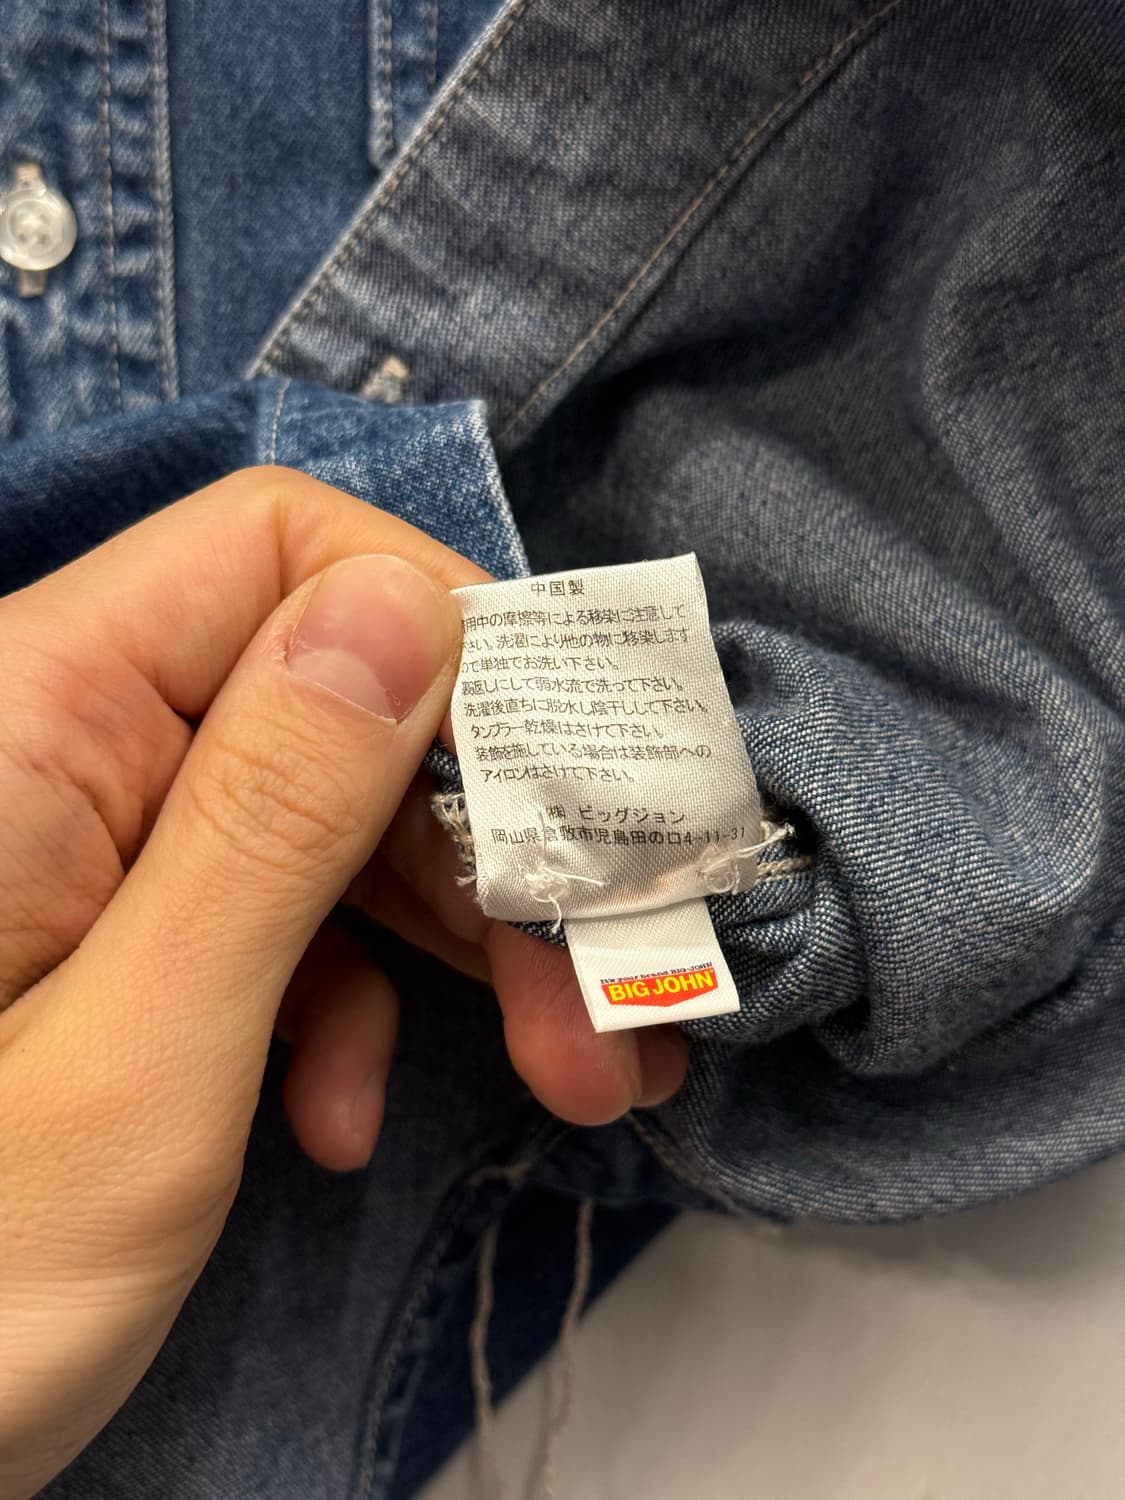 中国製
用中の摩擦等による移染に注意して
さい。洗濯により他の物に移染します
ので単独でお洗い下さい。
裏返しにして弱水流で洗って下さい。
洗濯後直ちに脱水し陰干しして下さい。
タンブラー乾燥はさけて下さい。
装飾を施している場合は装飾部への
アイロンはさけて下さい。
㈱ ビッグジョン
岡山県倉敷市児島田の口4-11-31
BIG JOHN